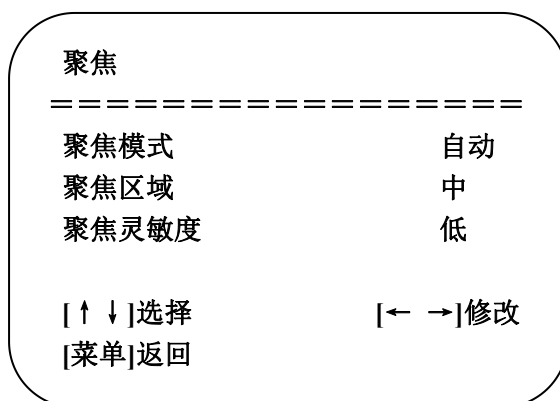 聚焦
=================
聚焦模式 自动
聚焦区域 中
聚焦灵敏度 低
[↑ ↓]选择 [← →]修改
[菜单]返回